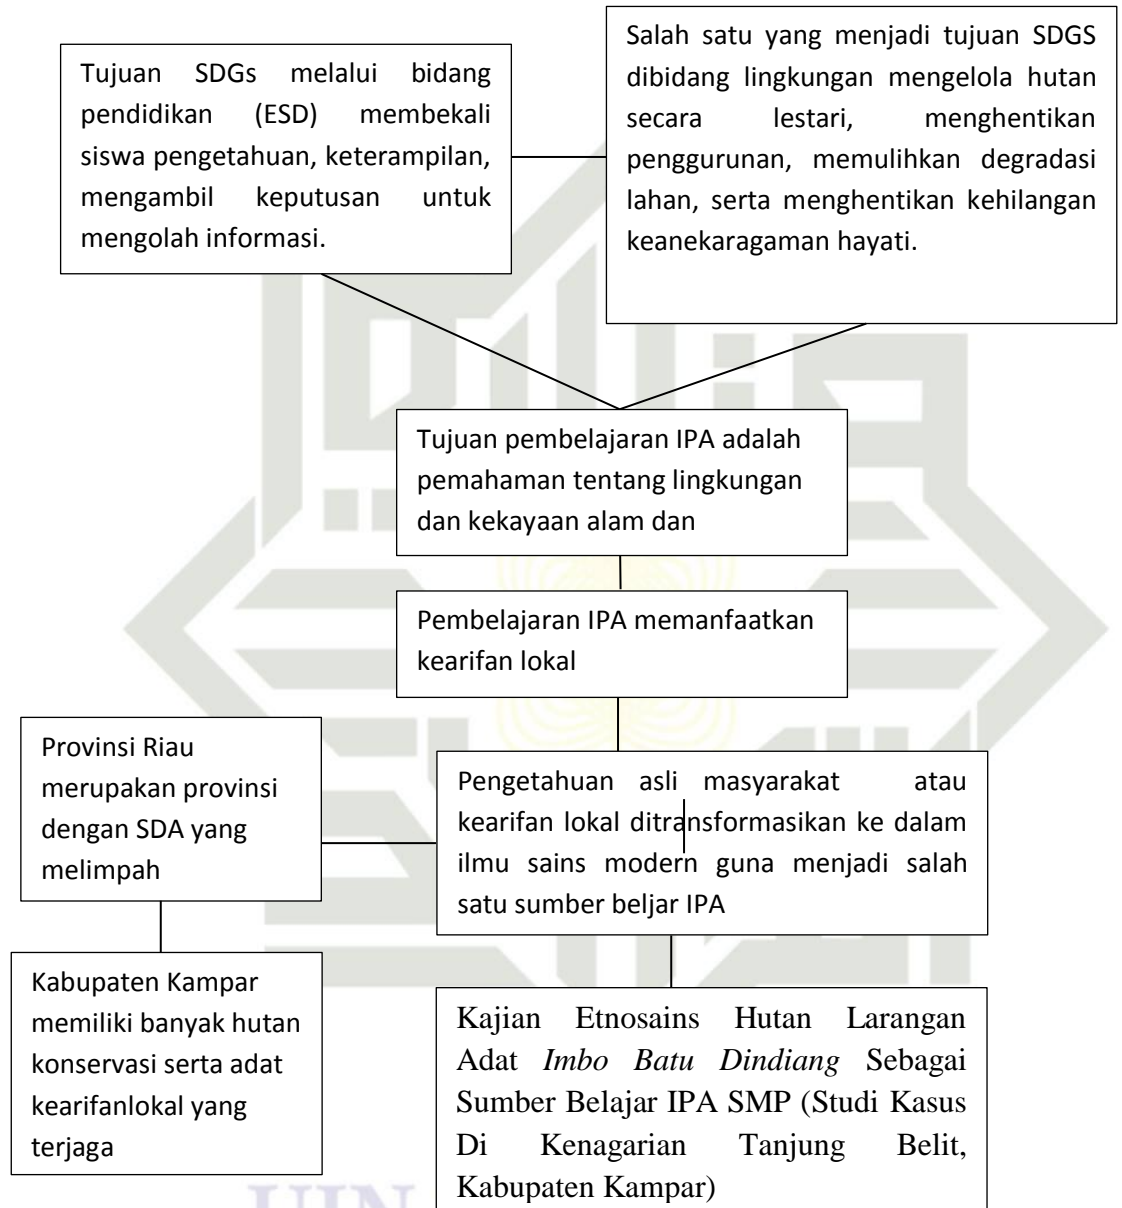 Tujuan SDGs melalui bidang
pendidikan (ESD) membekali
siswa pengetahuan, keterampilan,
mengambil keputusan untuk
mengolah informasi.
Salah satu yang menjadi tujuan SDGS
dibidang lingkungan mengelola hutan
secara lestari, menghentikan
penggurunan, memulihkan degradasi
lahan, serta menghentikan kehilangan
keanekaragaman hayati.
Tujuan pembelajaran IPA adalah
pemahaman tentang lingkungan
dan kekayaan alam dan
Pembelajaran IPA memanfaatkan
kearifan lokal
Provinsi Riau
merupakan provinsi
dengan SDA yang
melimpah
Pengetahuan asli masyarakat atau
kearifan lokal ditransformasikan ke dalam
ilmu sains modern guna menjadi salah
satu sumber beljar IPA
Kabupaten Kampar
memiliki banyak hutan
konservasi serta adat
kearifanlokal yang
terjaga
Kajian Etnosains Hutan Larangan
Adat Imbo Batu Dindiang Sebagai
Sumber Belajar IPA SMP (Studi Kasus
Di Kenagarian Tanjung Belit,
Kabupaten Kampar)
UIN